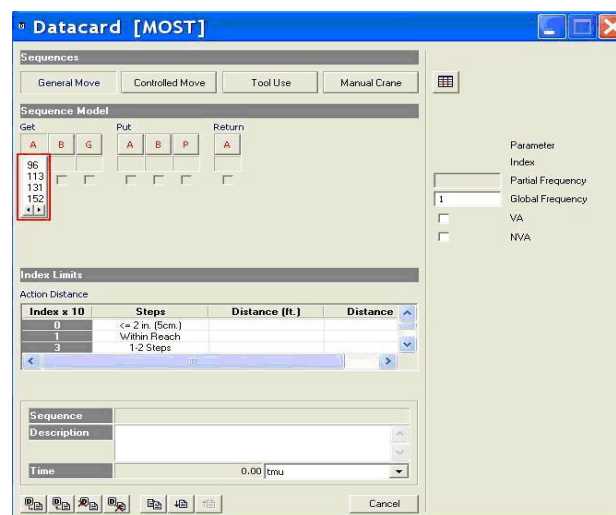 Datacard [MOST]
Sequences
General Move Controlled Move Tool Use Manual Crane
Sequence Model
Get Put Return
A B G A B P A
96
113
131
152
Parameter
Index
Partial Frequency
1 Global Frequency
VA
NVA
Index Limits
Action Distance
Index x 10 Steps Distance (ft.) Distance
0 <= 2 in. (5cm.)
1 Within Reach
3 1-2 Steps
Sequence
Description
Time 0.00 tmu
Cancel